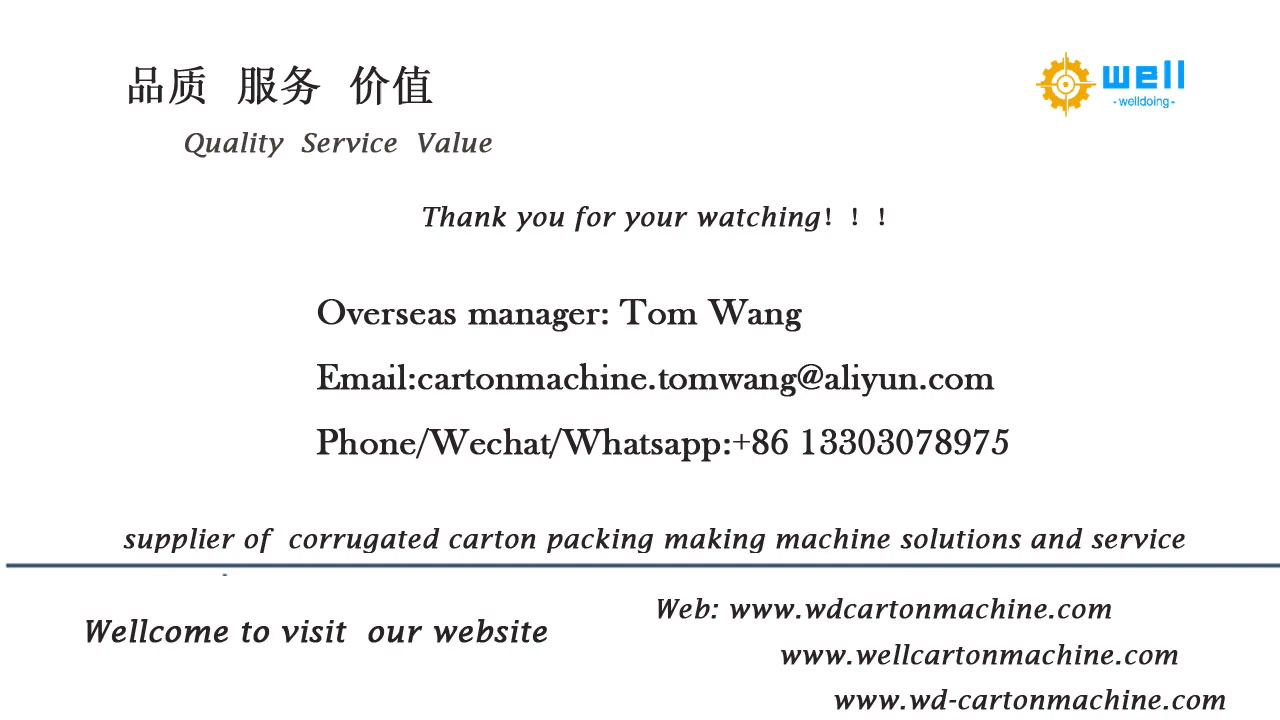 品质 服务 价值
Quality Service Value
well
-welldoing-
Thank you for your watching！！！
Overseas manager: Tom Wang
Email:cartonmachine.tomwang@aliyun.com
Phone/Wechat/Whatsapp:+86 13303078975
supplier of corrugated carton packing making machine solutions and service
Wellcome to visit our website
Web: www.wdcartonmachine.com
www.wellcartonmachine.com
www.wd-cartonmachine.com